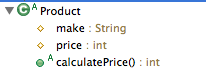 A Product
make : String
price : int
A calculatePrice() : int